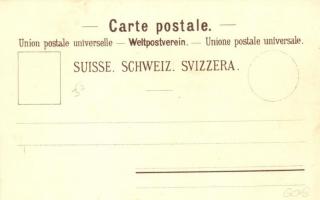 Carte postale.
Union postale universelle — Weltpostverein. — Unione postale universale.
SUISSE. SCHWEIZ. SVIZZERA.